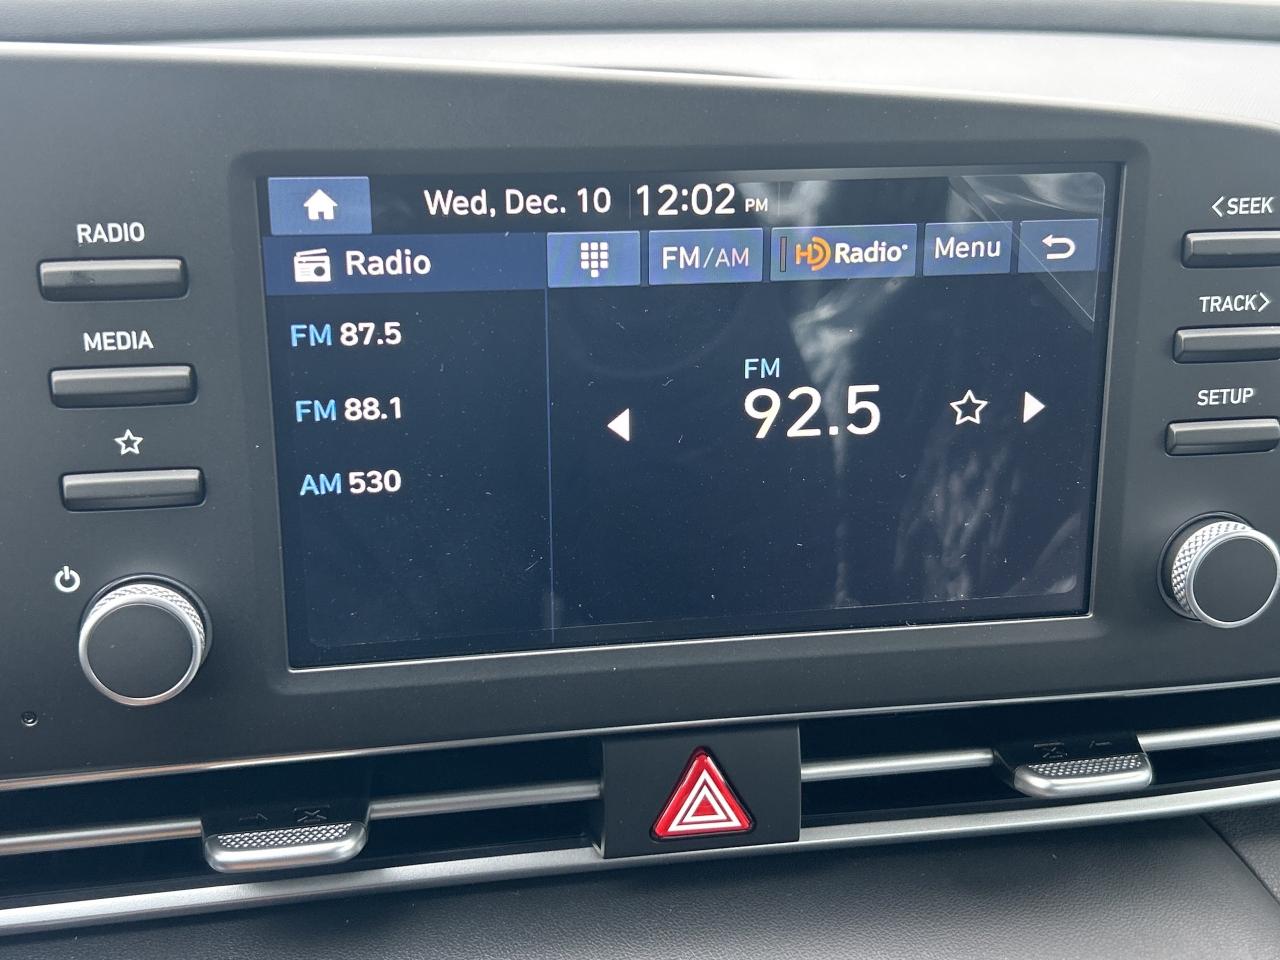 Wed, Dec. 10 12:02 PM
RADIO
Radio
FM/AM
HD Radio
Menu
<SEEK
FM 87.5
MEDIA
TRACK>
FM
92.5
FM 88.1
SETUP
AM 530